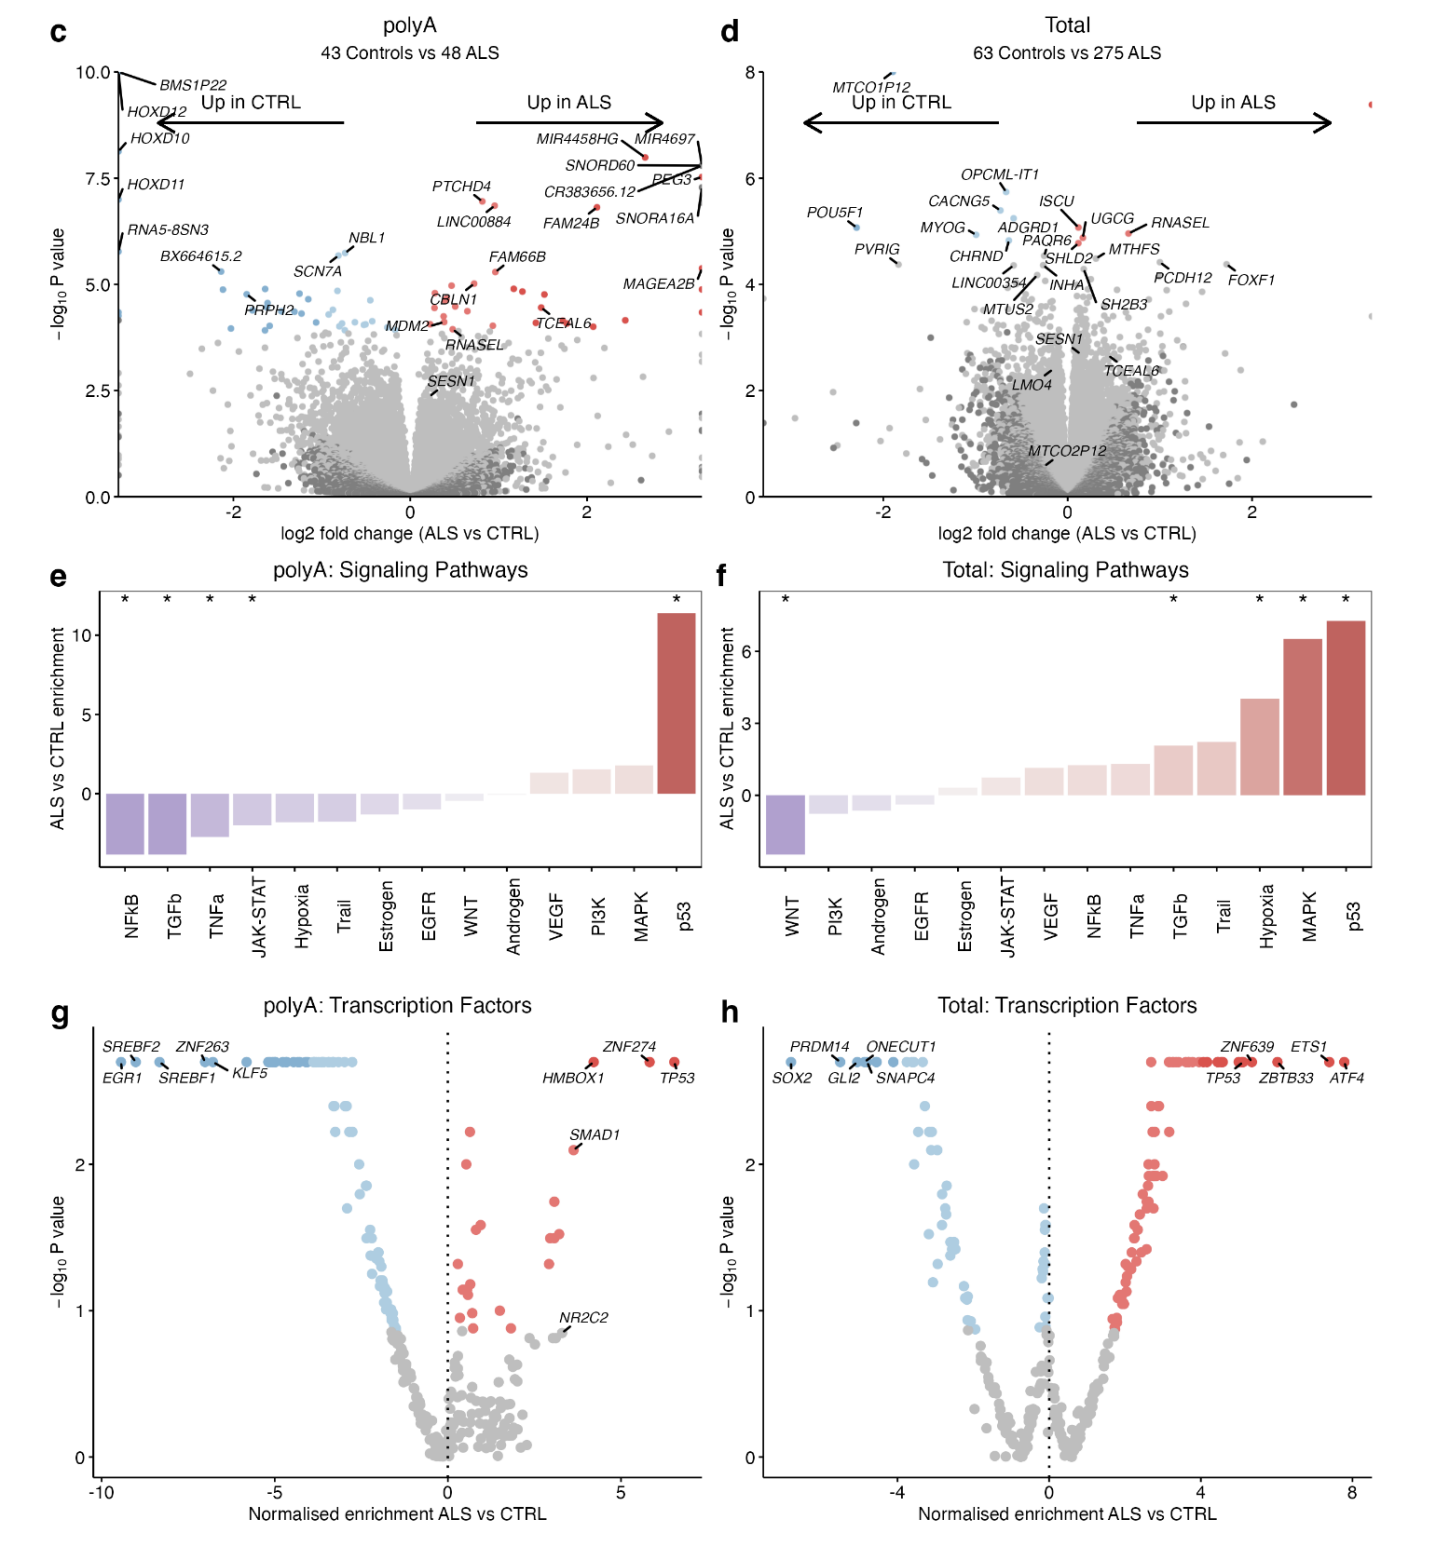 c
polyA
43 Controls vs 48 ALS
10.0
7.5
5.0
2.5
0.0
−log10 P value
BMS1P22
HOXD12
Up in CTRL
Up in ALS
HOXD10
MIR4458HG
MIR4697
SNORD60
PEG3
HOXD11
PTCHD4
CR383656.12
LINC00884
FAM24B
SNORA16A
RNA5-8SN3
NBL1
BX664615.2
SCN7A
FAM66B
MAGEA2B
CBLN1
PRPH2
MDM2
TCEAL6
RNASEL
SESN1
-2
0
2
log2 fold change (ALS vs CTRL)
d
Total
63 Controls vs 275 ALS
8
6
4
2
0
−log10 P value
MTCO1P12
Up in CTRL
Up in ALS
OPCML-IT1
CACNG5
ISCU
POU5F1
UGCG
RNASEL
MYOG
ADGRD1
PAQR6
PVRIG
CHRND
SHLD2
MTHFS
LINC00354
INHA
PCDH12
FOXF1
MTUS2
SH2B3
SESN1
LMO4
TCEAL6
MTCO2P12
-2
0
2
log2 fold change (ALS vs CTRL)
e
polyA: Signaling Pathways
* * * * *
10
5
0
ALS vs CTRL enrichment
NFkB
TGFb
TNFa
JAK-STAT
Hypoxia
Trail
Estrogen
EGFR
WNT
Androgen
VEGF
PI3K
MAPK
p53
f
Total: Signaling Pathways
* * * * *
6
3
0
ALS vs CTRL enrichment
WNT
PI3K
Androgen
EGFR
Estrogen
JAK-STAT
VEGF
NFkB
TNFa
TGFb
Trail
Hypoxia
MAPK
p53
g
polyA: Transcription Factors
SREBF2
ZNF263
ZNF274
EGR1
SREBF1
KLF5
HMBOX1
TP53
SMAD1
NR2C2
2
1
0
−log10 P value
-10
-5
0
5
Normalised enrichment ALS vs CTRL
h
Total: Transcription Factors
PRDM14
ONECUT1
ZNF639
ETS1
SOX2
GLI2
SNAPC4
TP53
ZBTB33
ATF4
2
1
0
−log10 P value
-4
0
4
8
Normalised enrichment ALS vs CTRL